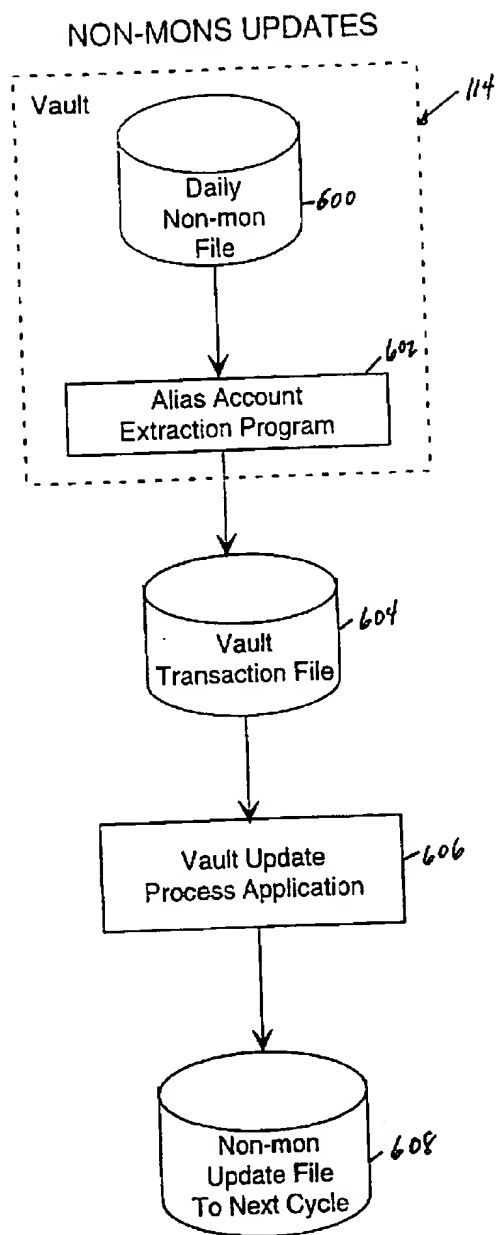 NON-MONS UPDATES
Vault
114
Daily
Non-mon
File
600
602
Alias Account
Extraction Program
604
Vault
Transaction File
Vault Update
Process Application
606
Non-mon
Update File
To Next Cycle
608